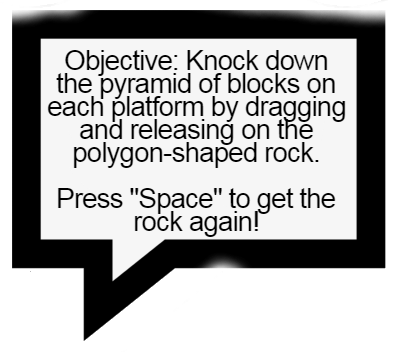 Objective: Knock down
the pyramid of blocks on
each platform by dragging
and releasing on the
polygon-shaped rock.
Press "Space" to get the
rock again!